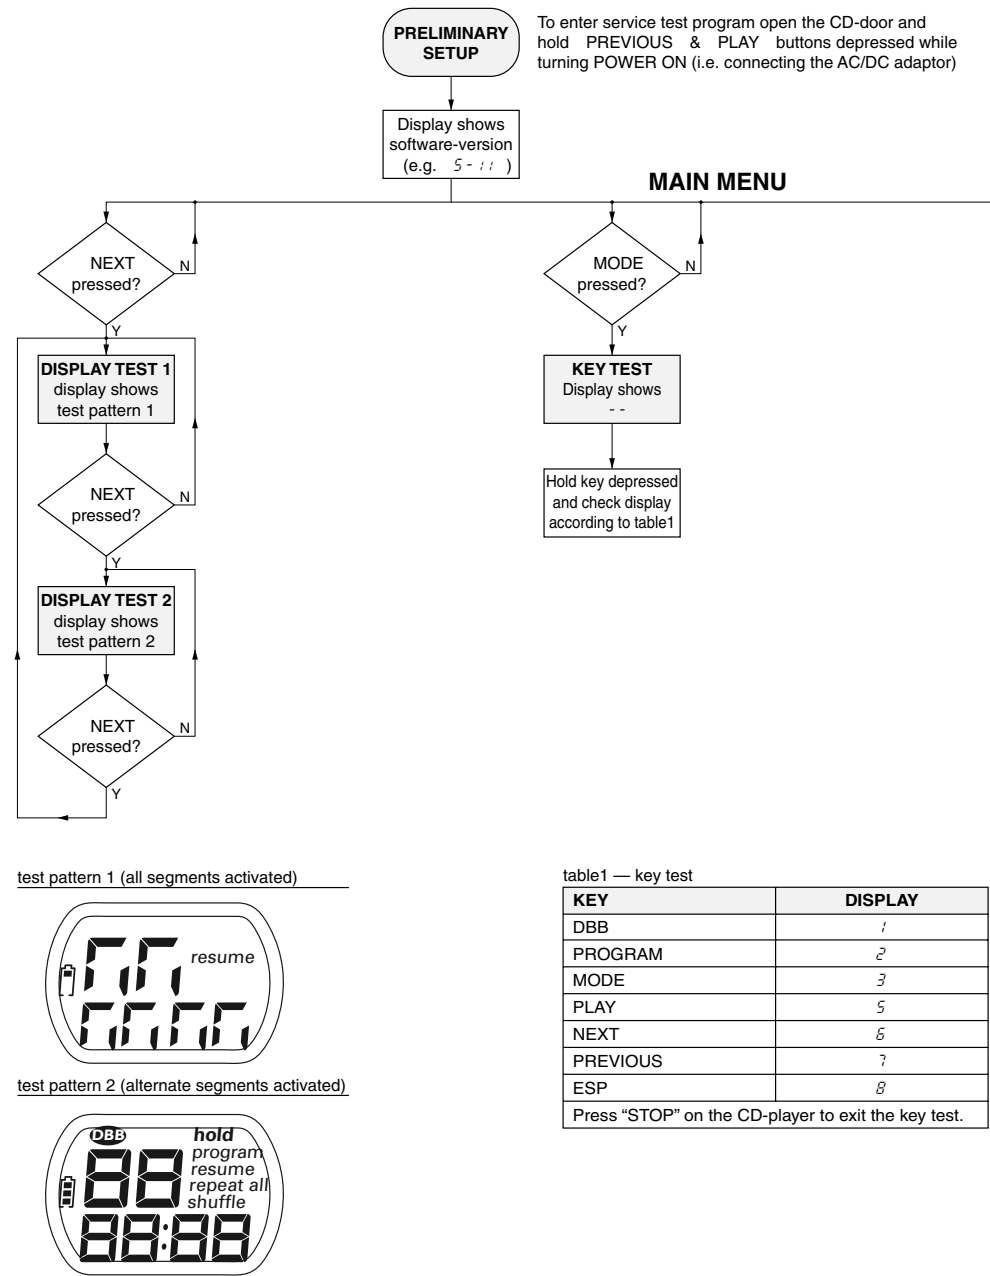 PRELIMINARY
SETUP
To enter service test program open the CD-door and
hold PREVIOUS & PLAY buttons depressed while
turning POWER ON (i.e. connecting the AC/DC adaptor)
Display shows
software-version
(e.g. S-11 )
MAIN MENU
NEXT
pressed?
N
Y
DISPLAY TEST 1
display shows
test pattern 1
NEXT
pressed?
N
Y
DISPLAY TEST 2
display shows
test pattern 2
NEXT
pressed?
N
Y
MODE
pressed?
N
Y
KEY TEST
Display shows
- -
Hold key depressed
and check display
according to table1
test pattern 1 (all segments activated)
resume
test pattern 2 (alternate segments activated)
DBB
hold
program
resume
repeat all
shuffle
88
88:88
table1 — key test
KEY DISPLAY
DBB 1
PROGRAM 2
MODE 3
PLAY 5
NEXT 6
PREVIOUS 7
ESP 8
Press “STOP” on the CD-player to exit the key test.